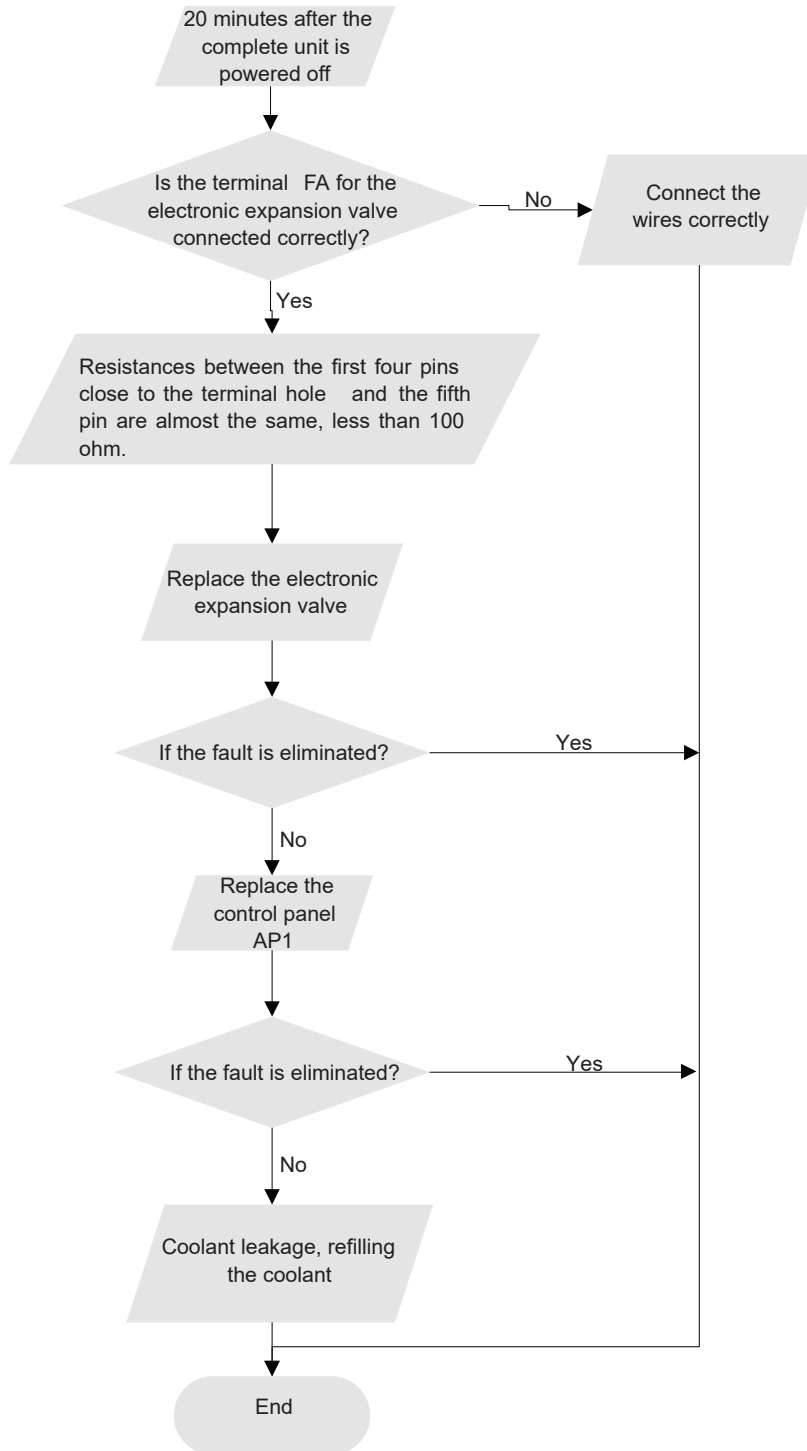 20 minutes after the
complete unit is
powered off
Is the terminal FA for the
electronic expansion valve
connected correctly?
No
Connect the
wires correctly
Yes
Resistances between the first four pins
close to the terminal hole and the fifth
pin are almost the same, less than 100
ohm.
Replace the electronic
expansion valve
If the fault is eliminated?
Yes
No
Replace the
control panel
AP1
If the fault is eliminated?
Yes
No
Coolant leakage, refilling
the coolant
End